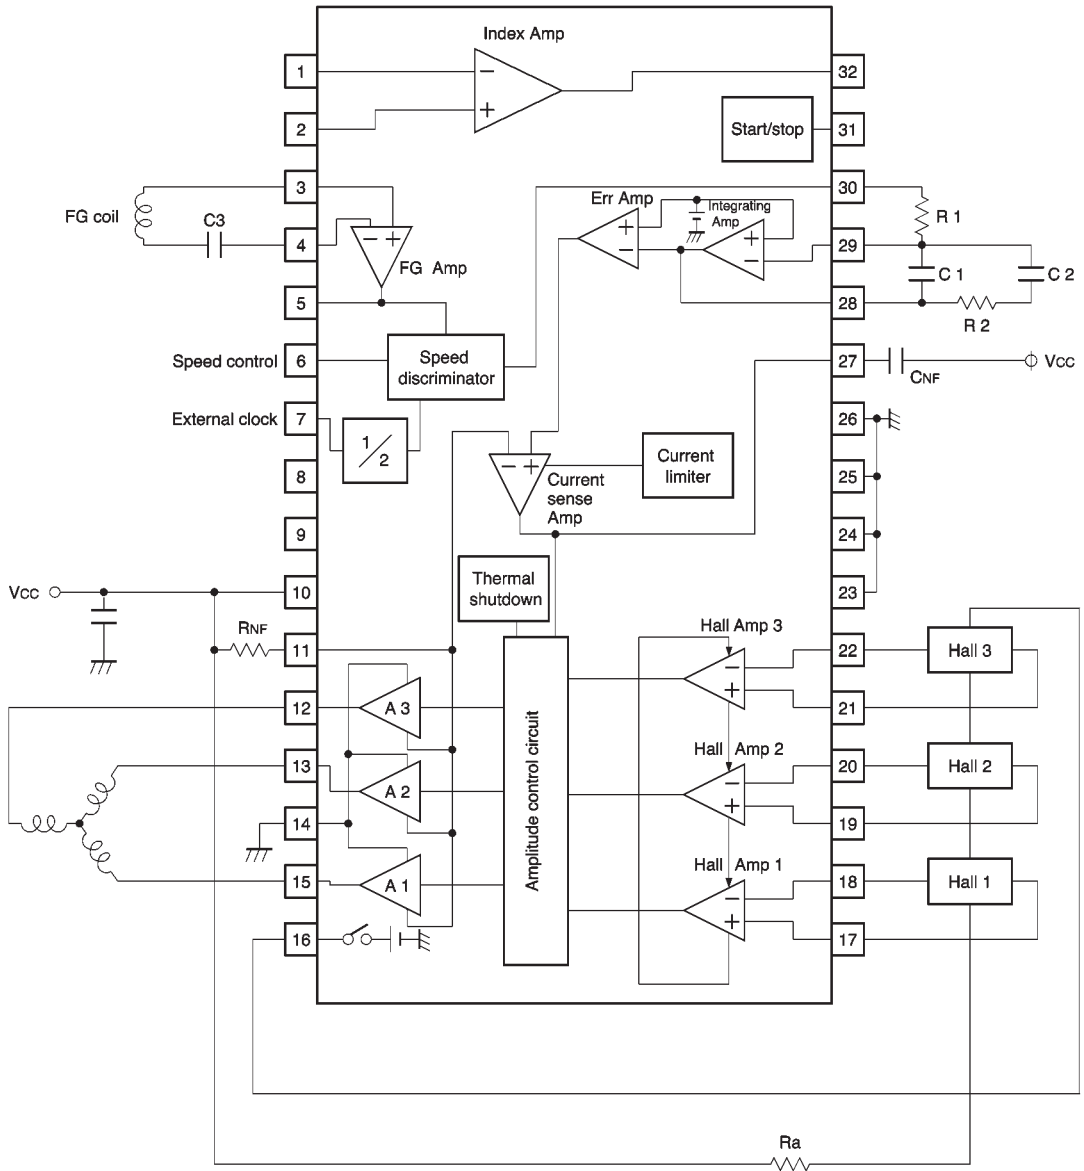 Index Amp
1
32
Start/stop
2
31
3
30
Err Amp
Integrating
Amp
FG coil
C3
R 1
4
29
FG Amp
C 1
C 2
5
28
R 2
Speed control
6
Speed
discriminator
27
CNF
VCC
External clock
7
1/2
26
8
Current
limiter
25
Current
sense
Amp
9
24
Thermal
shutdown
VCC
10
23
RNF
11
Hall Amp 3
22
Hall 3
12
A 3
21
13
Hall Amp 2
20
Hall 2
A 2
14
19
Amplitude control circuit
15
A 1
Hall Amp 1
18
Hall 1
16
17
Ra
− + − + − + + − + − − + − + − + − +